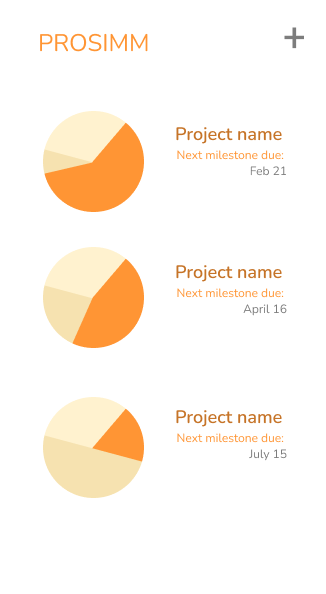 PROSIMM
Project name
Next milestone due:
Feb 21
Project name
Next milestone due:
April 16
Project name
Next milestone due:
July 15